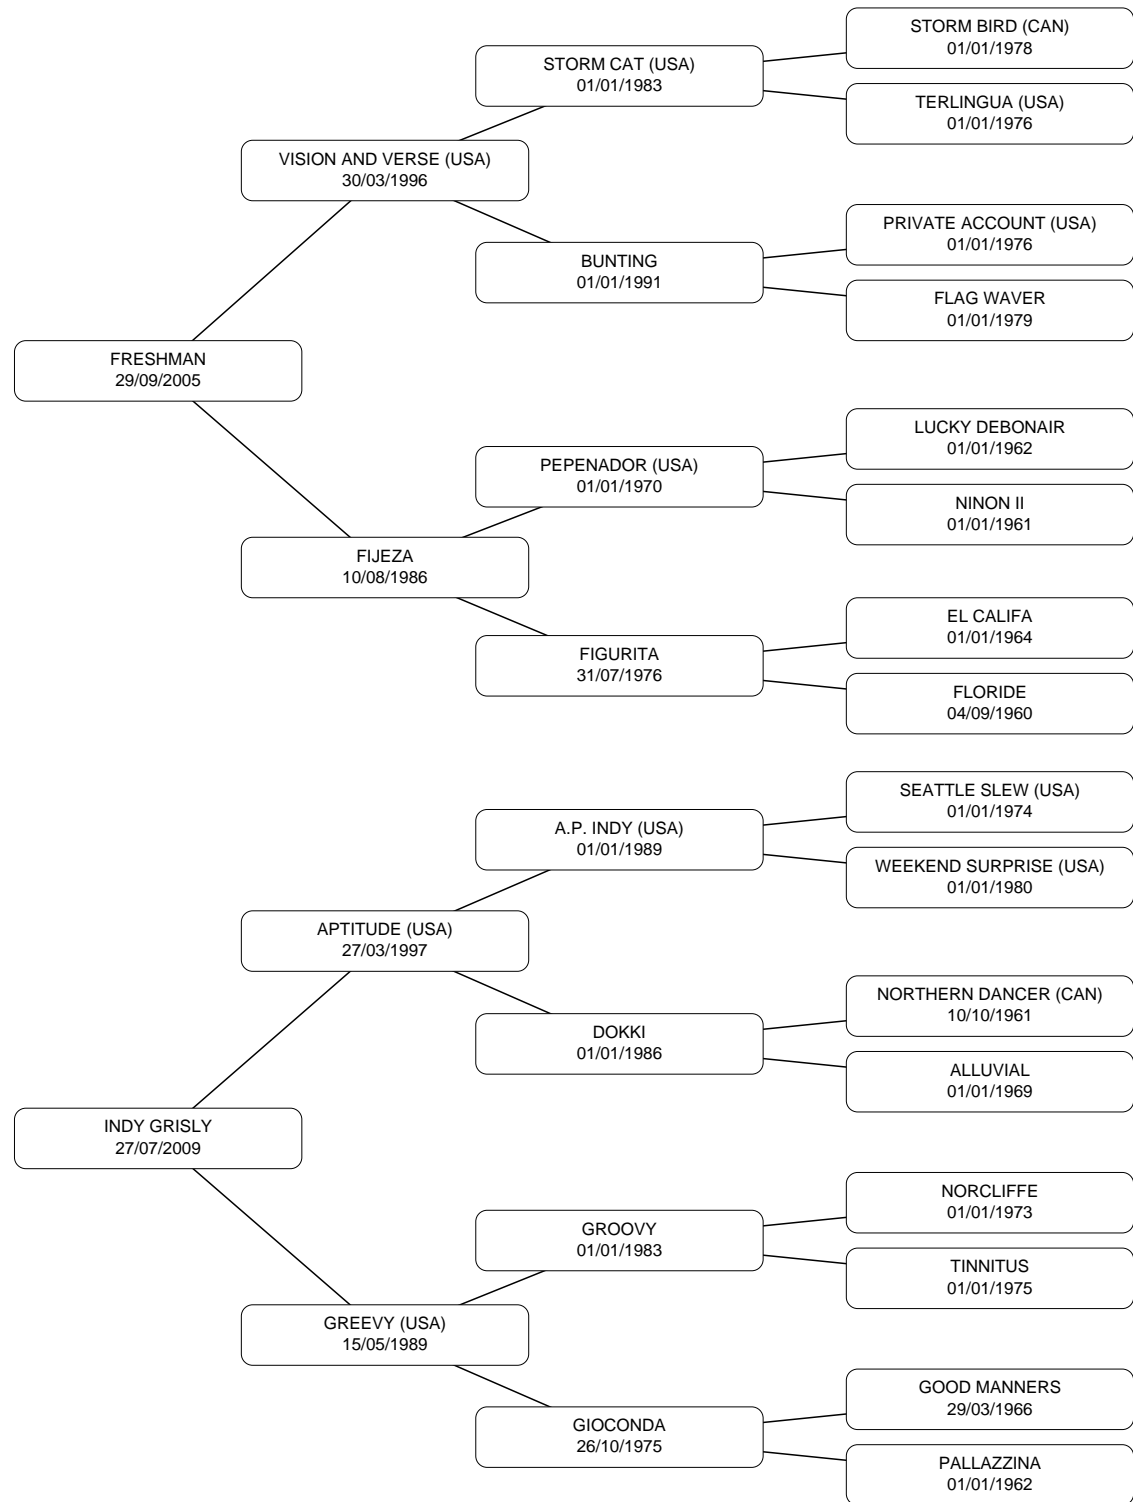 STORM BIRD (CAN)
01/01/1978
STORM CAT (USA)
01/01/1983
TERLINGUA (USA)
01/01/1976
VISION AND VERSE (USA)
30/03/1996
PRIVATE ACCOUNT (USA)
01/01/1976
BUNTING
01/01/1991
FLAG WAVER
01/01/1979
FRESHMAN
29/09/2005
LUCKY DEBONAIR
01/01/1962
PEPENADOR (USA)
01/01/1970
NINON II
01/01/1961
FIJEZA
10/08/1986
EL CALIFA
01/01/1964
FIGURITA
31/07/1976
FLORIDE
04/09/1960
SEATTLE SLEW (USA)
01/01/1974
A.P. INDY (USA)
01/01/1989
WEEKEND SURPRISE (USA)
01/01/1980
APTITUDE (USA)
27/03/1997
NORTHERN DANCER (CAN)
10/10/1961
DOKKI
01/01/1986
ALLUVIAL
01/01/1969
INDY GRISLY
27/07/2009
NORCLIFFE
01/01/1973
GROOVY
01/01/1983
TINNITUS
01/01/1975
GREEVY (USA)
15/05/1989
GOOD MANNERS
29/03/1966
GIOCONDA
26/10/1975
PALLAZZINA
01/01/1962